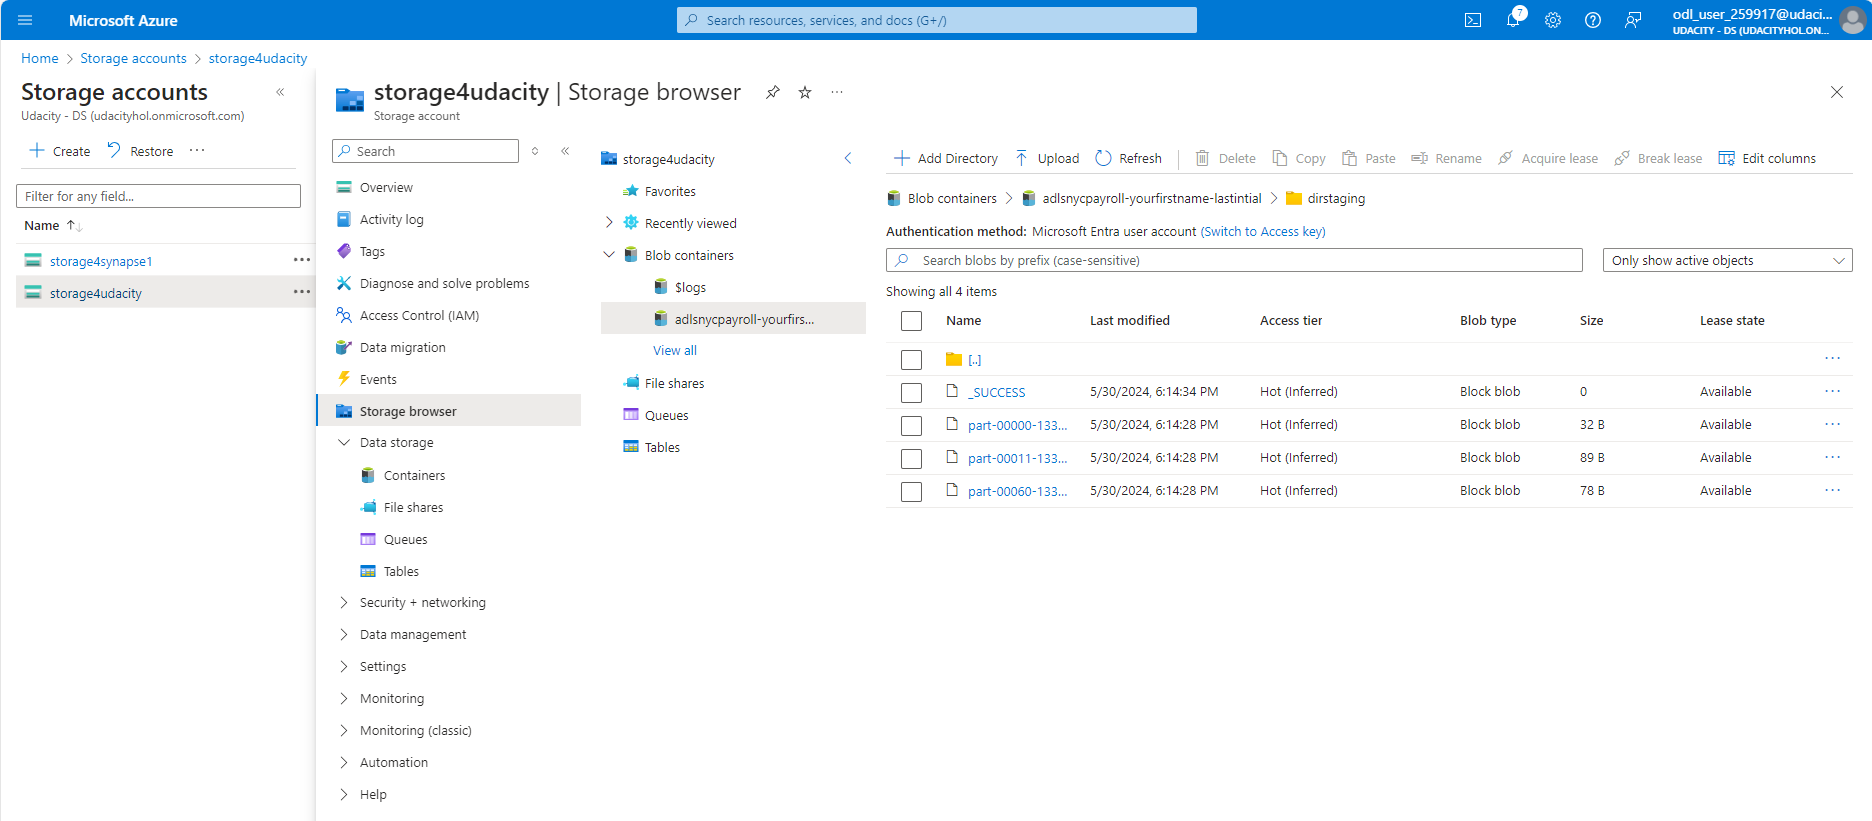 Microsoft Azure
Search resources, services, and docs (G+/)
7
odl_user_259917@udaci...
UDACITY - DS (UDACITYHOL.ON...
Home > Storage accounts > storage4udacity
Storage accounts
Udacity - DS (udacityhol.onmicrosoft.com)
Create
Restore
Filter for any field...
Name
storage4synapse1
storage4udacity
storage4udacity | Storage browser
Storage account
Search
Overview
Activity log
Tags
Diagnose and solve problems
Access Control (IAM)
Data migration
Events
Storage browser
Data storage
Containers
File shares
Queues
Tables
Security + networking
Data management
Settings
Monitoring
Monitoring (classic)
Automation
Help
storage4udacity
Favorites
Recently viewed
Blob containers
$logs
adlsnycpayroll-yourfirs...
View all
File shares
Queues
Tables
Add Directory Upload Refresh Delete Copy Paste Rename Acquire lease Break lease Edit columns
Blob containers > adlsnycpayroll-yourfirstname-lastintial > dirstaging
Authentication method: Microsoft Entra user account (Switch to Access key)
Search blobs by prefix (case-sensitive)
Only show active objects
Showing all 4 items
Name Last modified Access tier Blob type Size Lease state
[..]
_SUCCESS 5/30/2024, 6:14:34 PM Hot (Inferred) Block blob 0 Available
part-00000-133... 5/30/2024, 6:14:28 PM Hot (Inferred) Block blob 32 B Available
part-00011-133... 5/30/2024, 6:14:28 PM Hot (Inferred) Block blob 89 B Available
part-00060-133... 5/30/2024, 6:14:28 PM Hot (Inferred) Block blob 78 B Available